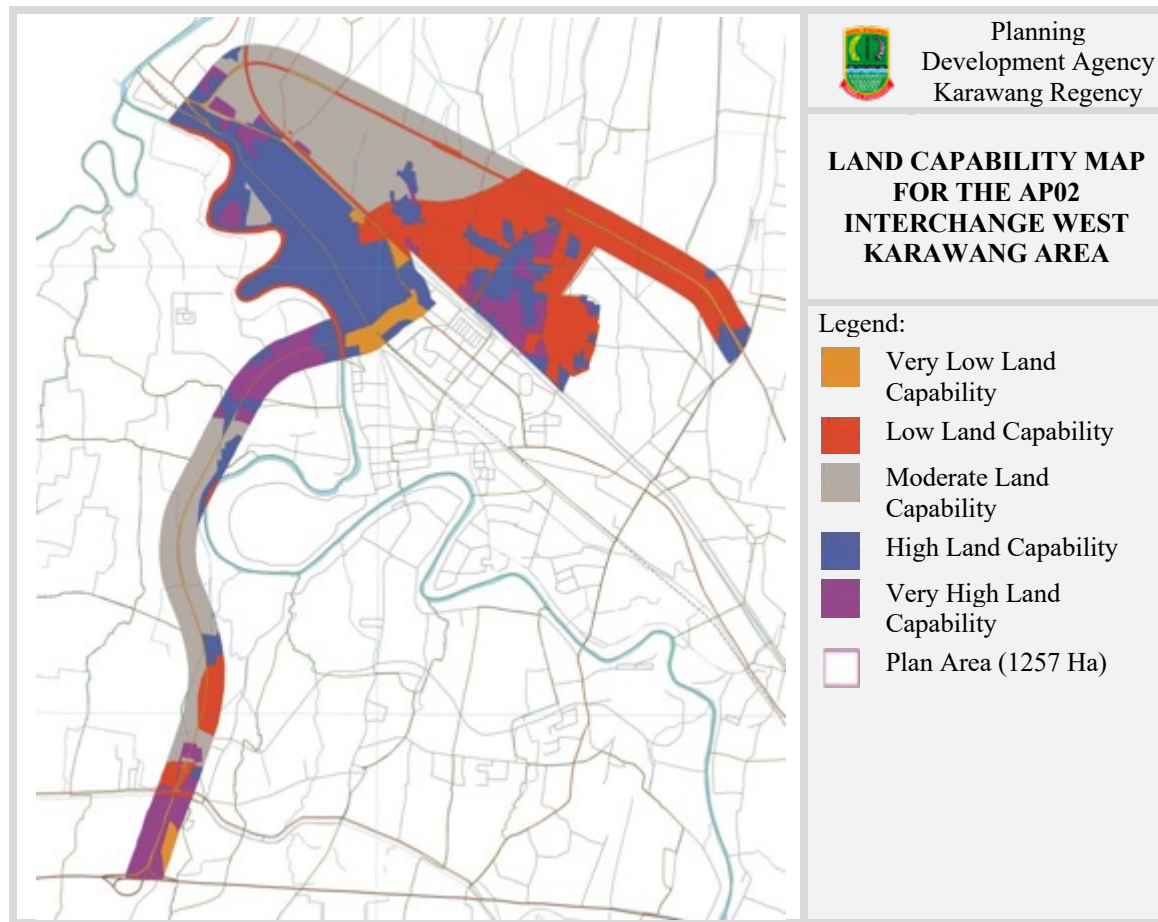 Planning
Development Agency
Karawang Regency
LAND CAPABILITY MAP
FOR THE AP02
INTERCHANGE WEST
KARAWANG AREA
Legend:
Very Low Land
Capability
Low Land Capability
Moderate Land
Capability
High Land Capability
Very High Land
Capability
Plan Area (1257 Ha)